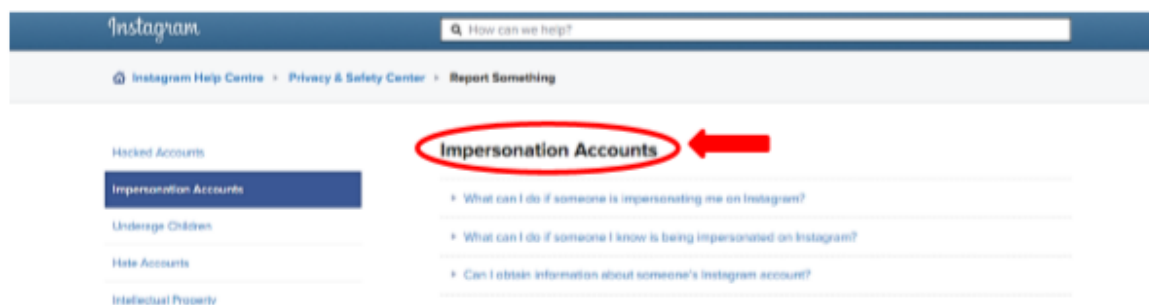 Instagram
How can we help?
Instagram Help Centre Privacy & Safety Center Report Something
Hacked Accounts
Impersonation Accounts
Underage Children
Hate Accounts
Intellectual Property
Impersonation Accounts
What can I do if someone is impersonating me on Instagram?
What can I do if someone I know is being impersonated on Instagram?
Can I obtain information about someone's Instagram account?